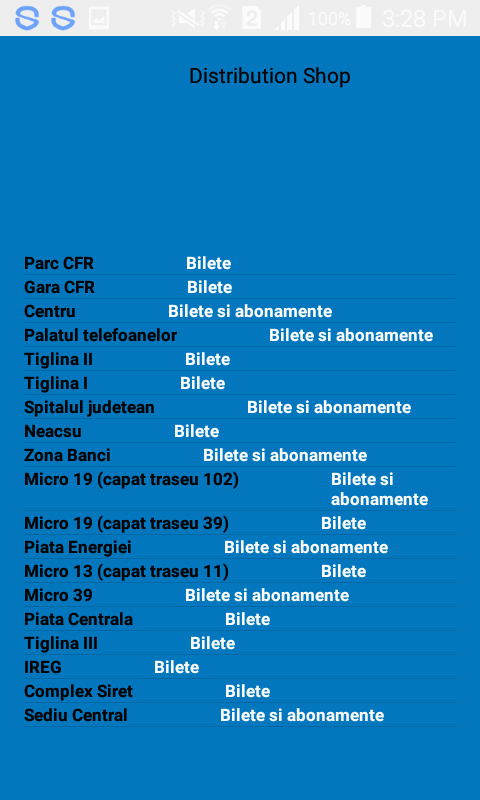 2 100% 3:28 PM
Distribution Shop
Parc CFR Bilete
Gara CFR Bilete
Centru Bilete si abonamente
Palatul telefoanelor Bilete si abonamente
Tiglina II Bilete
Tiglina I Bilete
Spitalul judetean Bilete si abonamente
Neacsu Bilete
Zona Banci Bilete si abonamente
Micro 19 (capat traseu 102) Bilete si
abonamente
Micro 19 (capat traseu 39) Bilete
Piata Energiei Bilete si abonamente
Micro 13 (capat traseu 11) Bilete
Micro 39 Bilete si abonamente
Piata Centrala Bilete
Tiglina III Bilete
IREG Bilete
Complex Siret Bilete
Sediu Central Bilete si abonamente